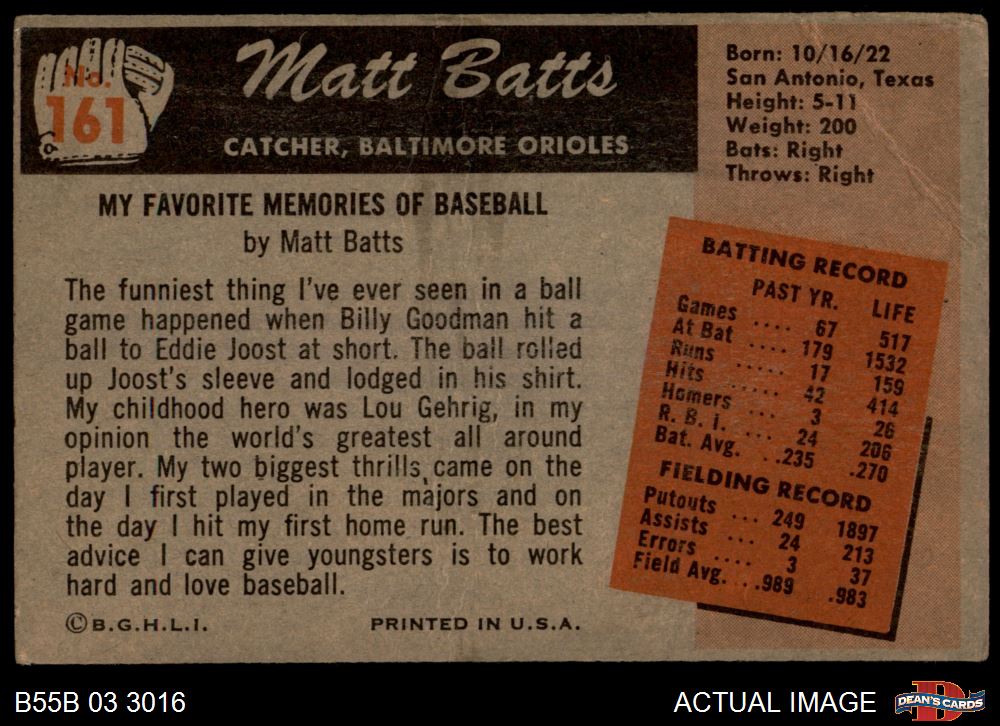 No.
161
Matt Batts
CATCHER, BALTIMORE ORIOLES
Born: 10/16/22
San Antonio, Texas
Height: 5-11
Weight: 200
Bats: Right
Throws: Right
MY FAVORITE MEMORIES OF BASEBALL
by Matt Batts
The funniest thing I've ever seen in a ball
game happened when Billy Goodman hit a
ball to Eddie Joost at short. The ball rolled
up Joost's sleeve and lodged in his shirt.
My childhood hero was Lou Gehrig, in my
opinion the world's greatest all around
player. My two biggest thrills came on the
day I first played in the majors and on
the day I hit my first home run. The best
advice I can give youngsters is to work
hard and love baseball.
©B.G.H.L.I. PRINTED IN U.S.A.
BATTING RECORD
PAST YR. LIFE
Games .... 67 517
At Bat .... 179 1532
Runs ..... 17 159
Hits ..... 42 414
Homers ... 3 26
R. B. I. ... 24 206
Bat. Avg. ..235 .270
FIELDING RECORD
Putouts ... 249 1897
Assists ... 24 213
Errors .... 3 37
Field Avg. ..989 .983
B55B 03 3016
ACTUAL IMAGE
D
DEAN'S CARDS